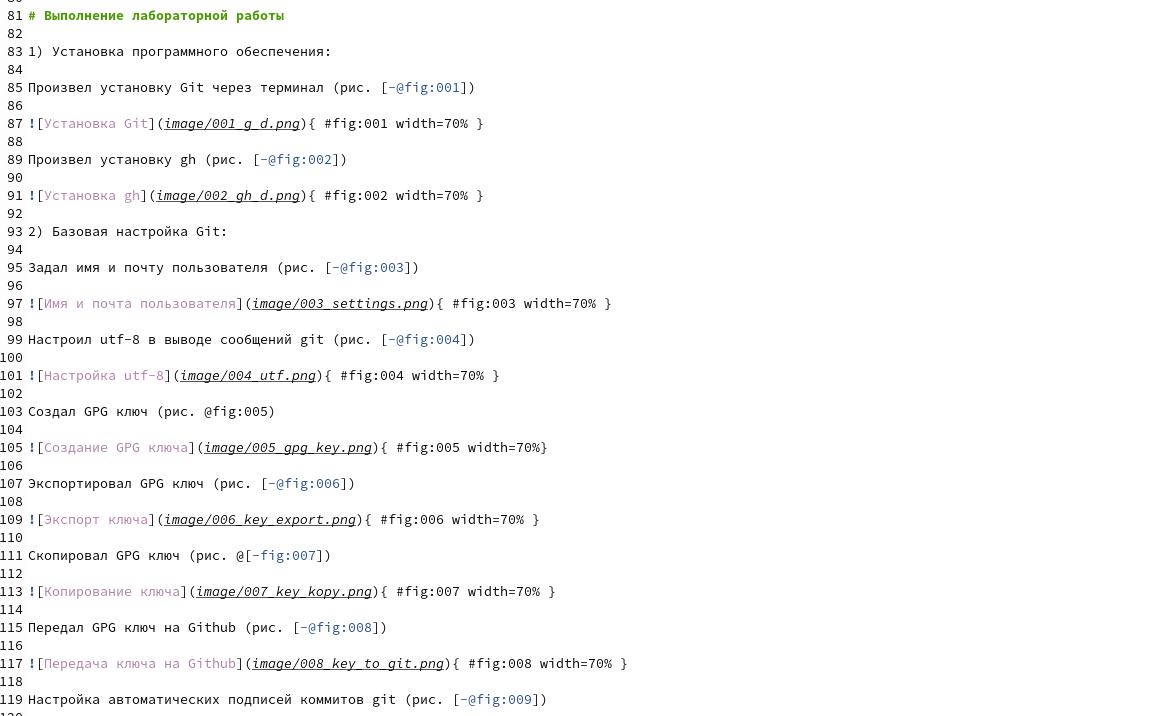 81 # Выполнение лабораторной работы
82
83 1) Установка программного обеспечения:
84
85 Произвел установку Git через терминал (рис. [-@fig:001])
86
87 ![Установка Git](image/001_g_d.png){ #fig:001 width=70% }
88
89 Произвел установку gh (рис. [-@fig:002])
90
91 ![Установка gh](image/002_gh_d.png){ #fig:002 width=70% }
92
93 2) Базовая настройка Git:
94
95 Задал имя и почту пользователя (рис. [-@fig:003])
96
97 ![Имя и почта пользователя](image/003_settings.png){ #fig:003 width=70% }
98
99 Настроил utf-8 в выводе сообщений git (рис. [-@fig:004])
100
101 ![Настройка utf-8](image/004_utf.png){ #fig:004 width=70% }
102
103 Создал GPG ключ (рис. @fig:005)
104
105 ![Создание GPG ключа](image/005_gpg_key.png){ #fig:005 width=70%}
106
107 Экспортировал GPG ключ (рис. [-@fig:006])
108
109 ![Экспорт ключа](image/006_key_export.png){ #fig:006 width=70% }
110
111 Скопировал GPG ключ (рис. @[-fig:007])
112
113 ![Копирование ключа](image/007_key_kopy.png){ #fig:007 width=70% }
114
115 Передал GPG ключ на Github (рис. [-@fig:008])
116
117 ![Передача ключа на Github](image/008_key_to_git.png){ #fig:008 width=70% }
118
119 Настройка автоматических подписей коммитов git (рис. [-@fig:009])